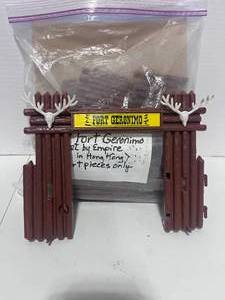 FORT GERONIMO
Fort Geronimo
by Empire
in Hong Kong)
pieces only.